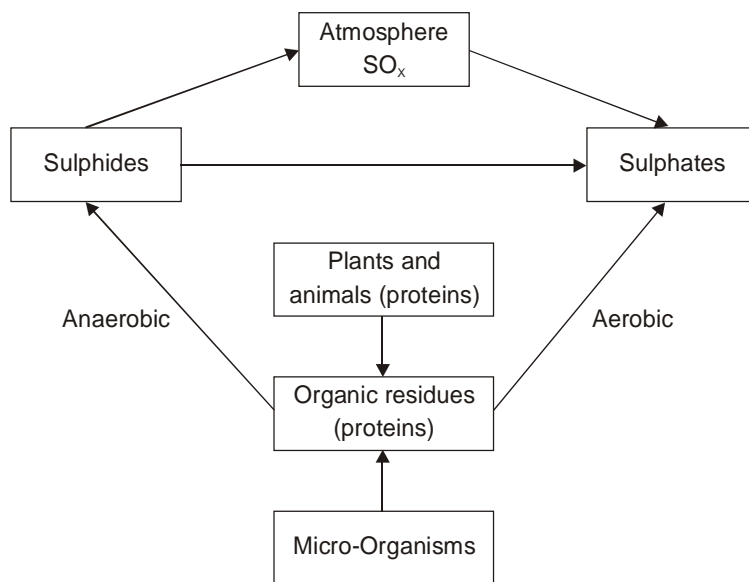 Atmosphere
SOx
Sulphides
Sulphates
Plants and
animals (proteins)
Anaerobic
Aerobic
Organic residues
(proteins)
Micro-Organisms